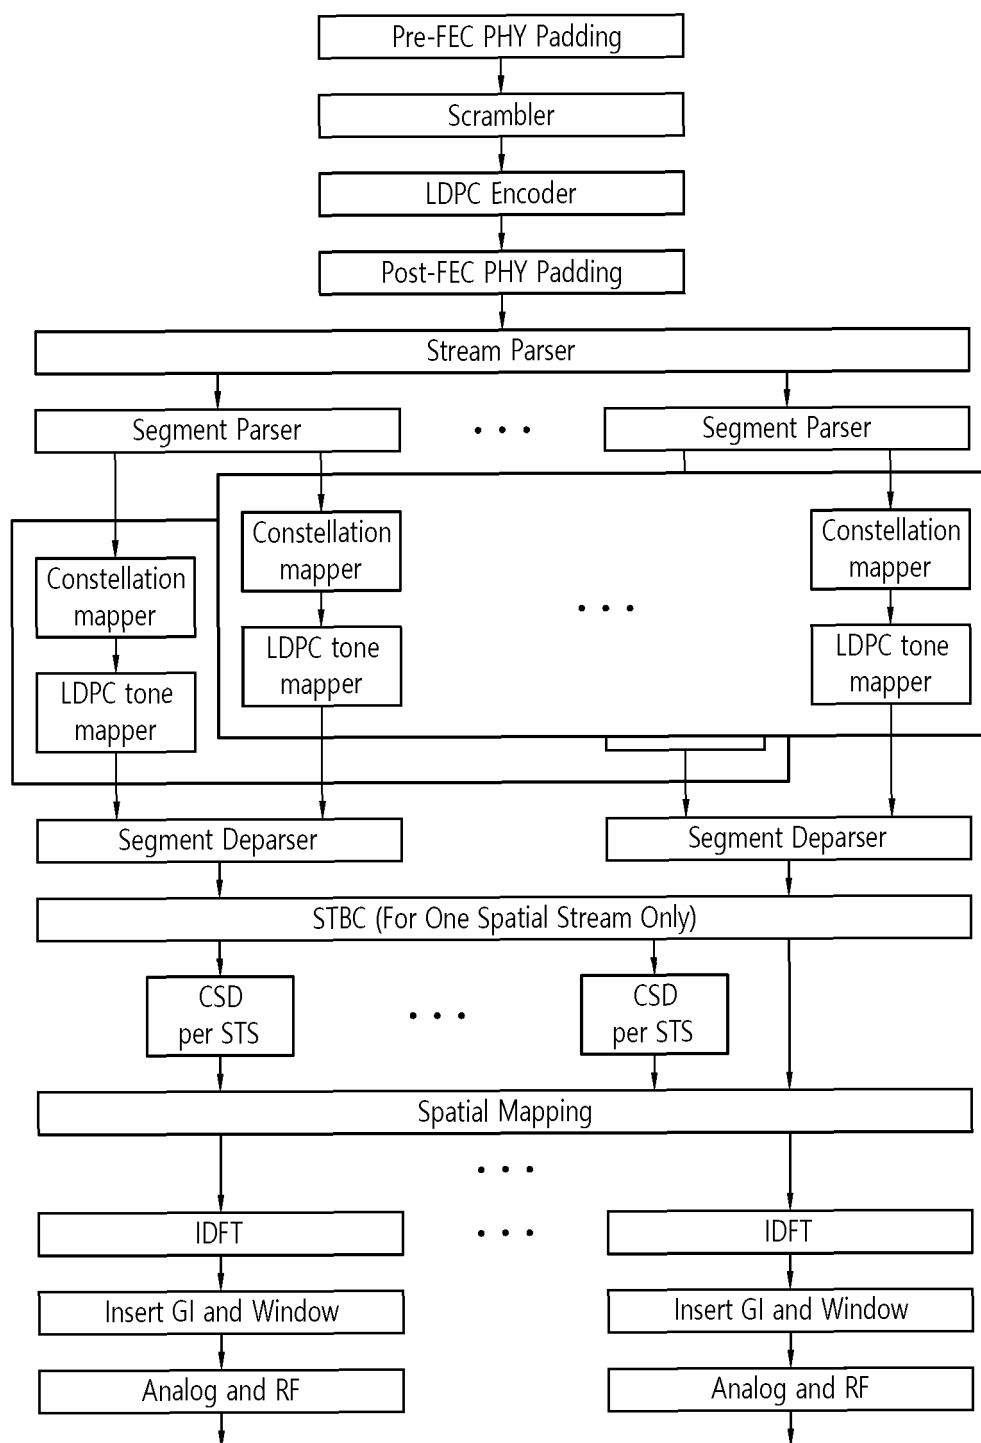 Pre-FEC PHY Padding
Scrambler
LDPC Encoder
Post-FEC PHY Padding
Stream Parser
Segment Parser
Segment Parser
Constellation
mapper
LDPC tone
mapper
Constellation
mapper
LDPC tone
mapper
Constellation
mapper
LDPC tone
mapper
Segment Deparser
Segment Deparser
STBC (For One Spatial Stream Only)
CSD
per STS
CSD
per STS
Spatial Mapping
IDFT
IDFT
Insert GI and Window
Insert GI and Window
Analog and RF
Analog and RF